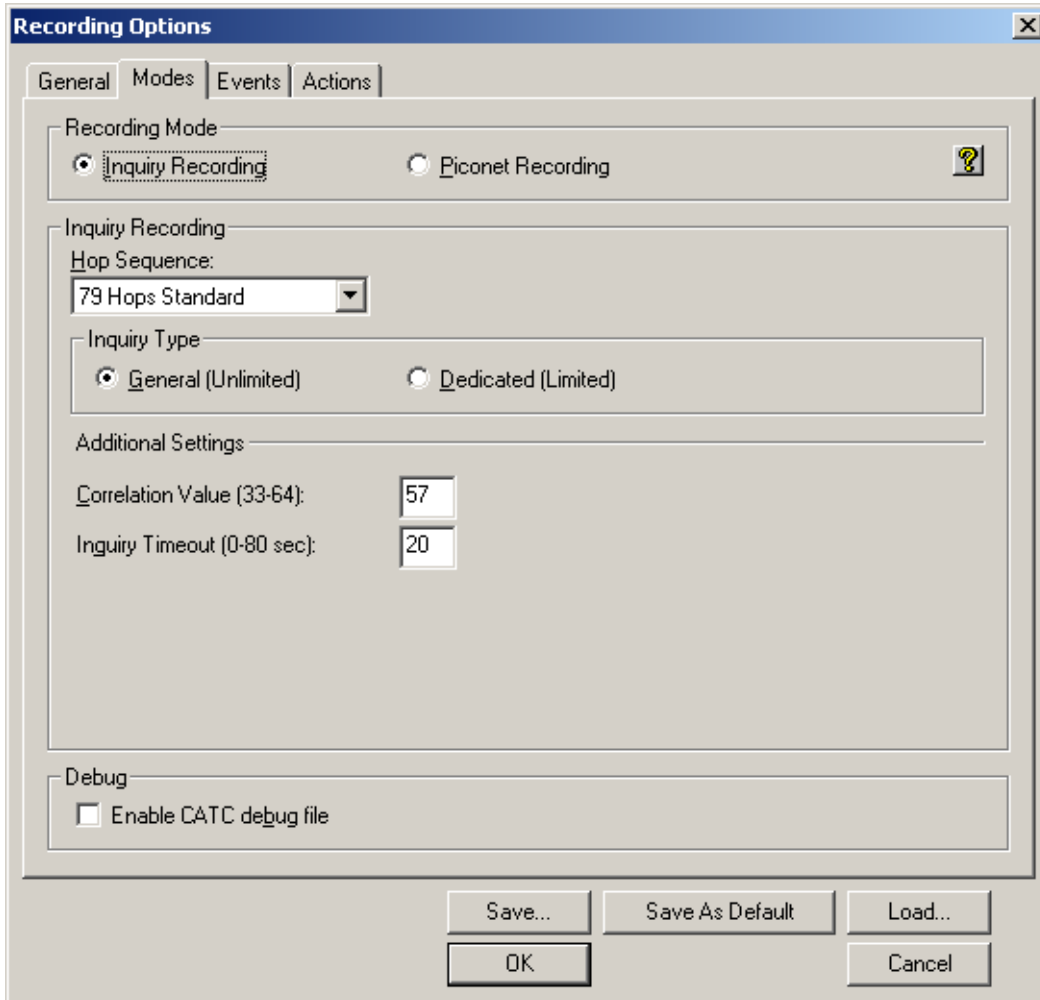 Recording Options
General Modes Events Actions
Recording Mode
Inquiry Recording Piconet Recording
Inquiry Recording
Hop Sequence:
79 Hops Standard
Inquiry Type
General (Unlimited) Dedicated (Limited)
Additional Settings
Correlation Value (33-64): 57
Inguiry Timeout (0-80 sec): 20
Debug
Enable CATC debug file
Save... Save As Default Load...
OK Cancel